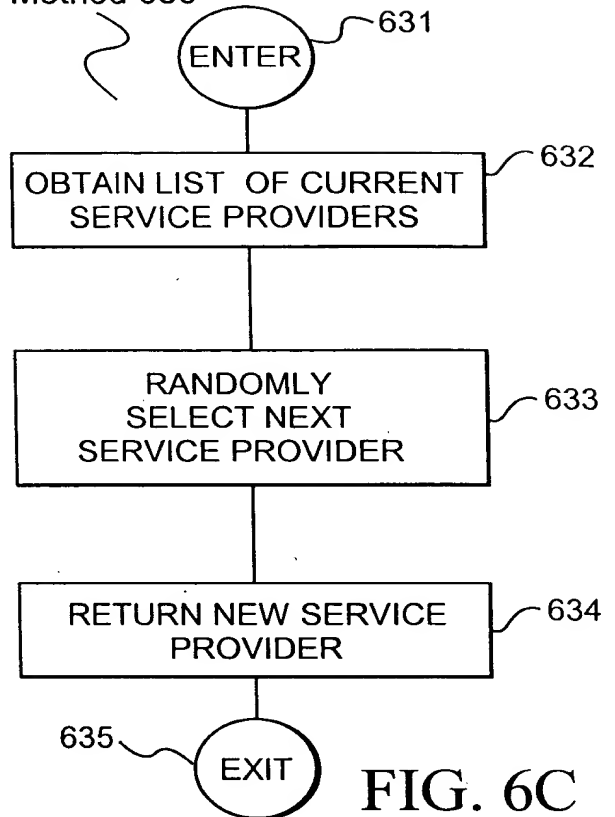 ENTER
631
OBTAIN LIST OF CURRENT
SERVICE PROVIDERS
632
RANDOMLY
SELECT NEXT
SERVICE PROVIDER
633
RETURN NEW SERVICE
PROVIDER
634
635
EXIT
FIG. 6C